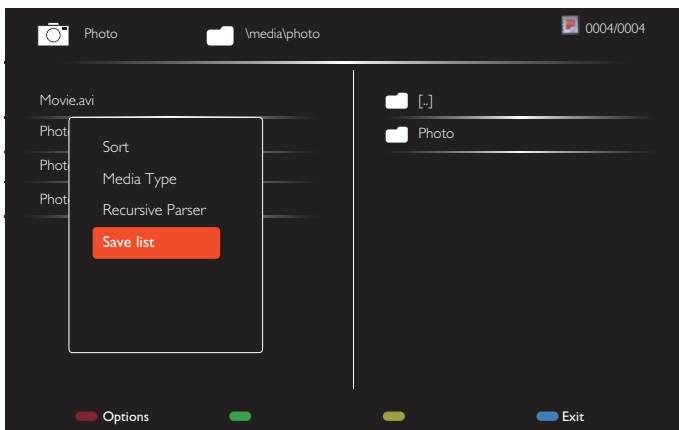 Photo
\media\photo
0004/0004
Movie.avi
Phot
Phot
Phot
Sort
Media Type
Recursive Parser
Save list
[..]
Photo
Options
Exit